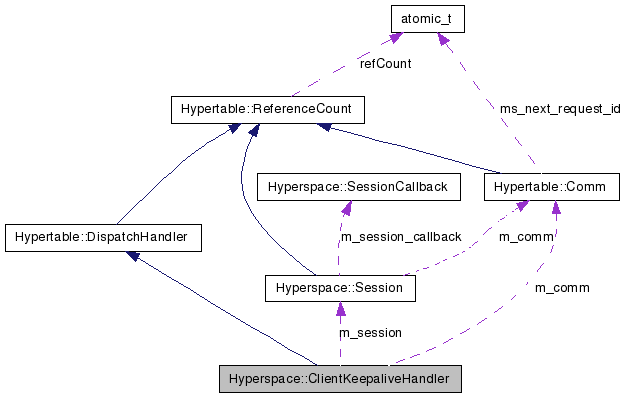 atomic_t
refCount
Hypertable::ReferenceCount
ms_next_request_id
Hyperspace::SessionCallback
Hypertable::Comm
Hypertable::DispatchHandler
m_session_callback
m_comm
Hyperspace::Session
m_comm
m_session
Hyperspace::ClientKeepaliveHandler